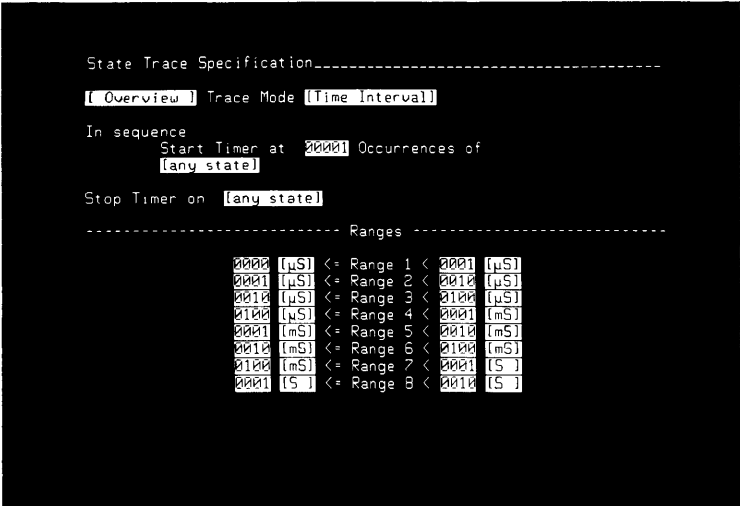 State Trace Specification________________________________________
[ Overview ] Trace Mode [Time Interval]
In sequence
Start Timer at 00001 Occurrences of
[any state]
Stop Timer on [any state]
---------------------------- Ranges ----------------------------
0000 [µS] <= Range 1 < 0001 [µS]
0001 [µS] <= Range 2 < 0010 [µS]
0010 [µS] <= Range 3 < 0100 [µS]
0100 [µS] <= Range 4 < 0001 [mS]
0001 [mS] <= Range 5 < 0010 [mS]
0010 [mS] <= Range 6 < 0100 [mS]
0100 [mS] <= Range 7 < 0001 [S ]
0001 [S ] <= Range 8 < 0010 [S ]